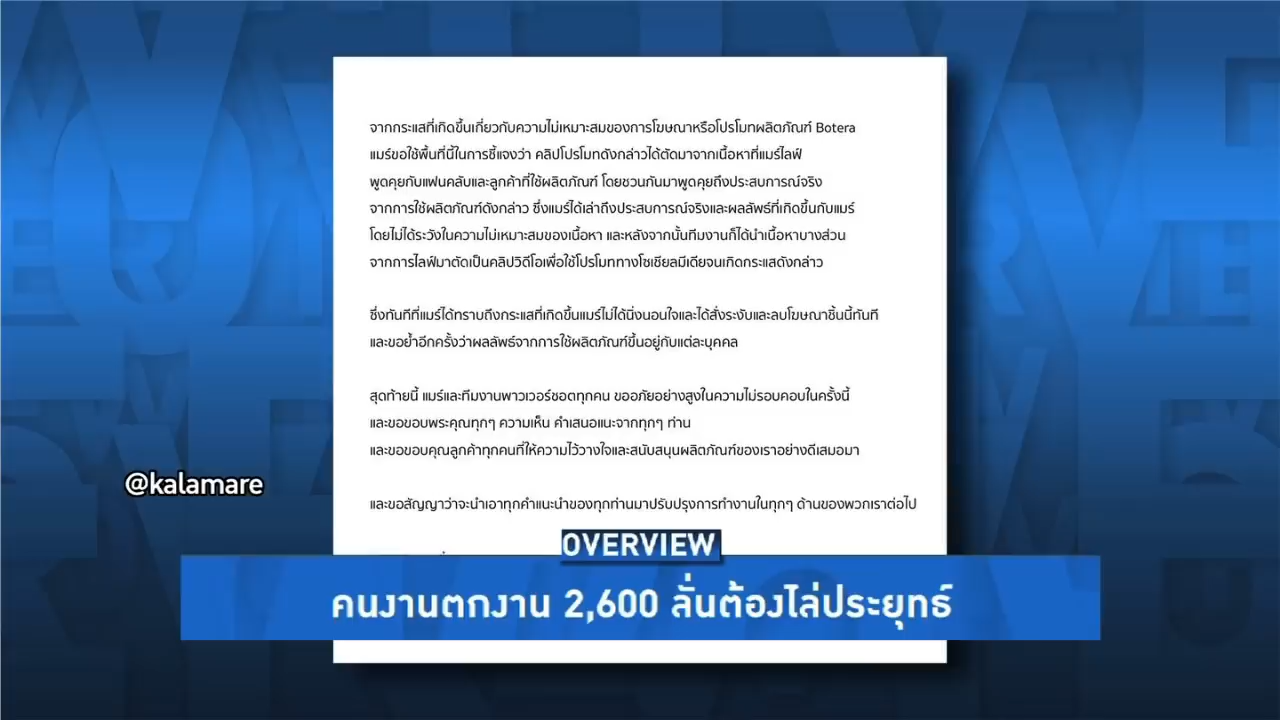 จากกระแสที่เกิดขึ้นเกี่ยวกับความไม่เหมาะสมของการโฆษณาหรือโปรโมทผลิตภัณฑ์ Botera
แมร์ขอใช้พื้นที่นี้ในการชี้แจงว่า คลิปโปรโมทดังกล่าวได้ตัดมาจากเนื้อหาที่แมร์ไลฟ์
พูดคุยกับแฟนคลับและลูกค้าที่ใช้ผลิตภัณฑ์ โดยชวนกันมาพูดคุยถึงประสบการณ์จริง
จากการใช้ผลิตภัณฑ์ดังกล่าว ซึ่งแมร์ได้เล่าถึงประสบการณ์จริงและผลลัพธ์ที่เกิดขึ้นกับแมร์
โดยไม่ได้ระวังในความไม่เหมาะสมของเนื้อหา และหลังจากนั้นทีมงานก็ได้นำเนื้อหาบางส่วน
จากการไลฟ์มาตัดเป็นคลิปวิดีโอเพื่อใช้โปรโมททางโซเชียลมีเดียจนเกิดกระแสดังกล่าว
ซึ่งทันทีที่แมร์ได้ทราบถึงกระแสที่เกิดขึ้นแมร์ไม่ได้นิ่งนอนใจและได้สั่งระงับและลบโฆษณาชิ้นนี้ทันที
และขอย้ำอีกครั้งว่าผลลัพธ์จากการใช้ผลิตภัณฑ์ขึ้นอยู่กับแต่ละบุคคล
สุดท้ายนี้ แมร์และทีมงานพาวเวอร์ชอตทุกคน ขออภัยอย่างสูงในความไม่รอบคอบในครั้งนี้
และขอขอบพระคุณทุกๆ ความเห็น คำเสนอแนะจากทุกๆ ท่าน
และขอขอบคุณลูกค้าทุกคนที่ให้ความไว้วางใจและสนับสนุนผลิตภัณฑ์ของเราอย่างดีเสมอมา
@kalamare
และขอสัญญาว่าจะนำเอาทุกคำแนะนำของทุกท่านมาปรับปรุงการทำงานในทุกๆ ด้านของพวกเราต่อไป
OVERVIEW
คนงานตกงาน 2,600 ลั่นต้องไล่ประยุทธ์